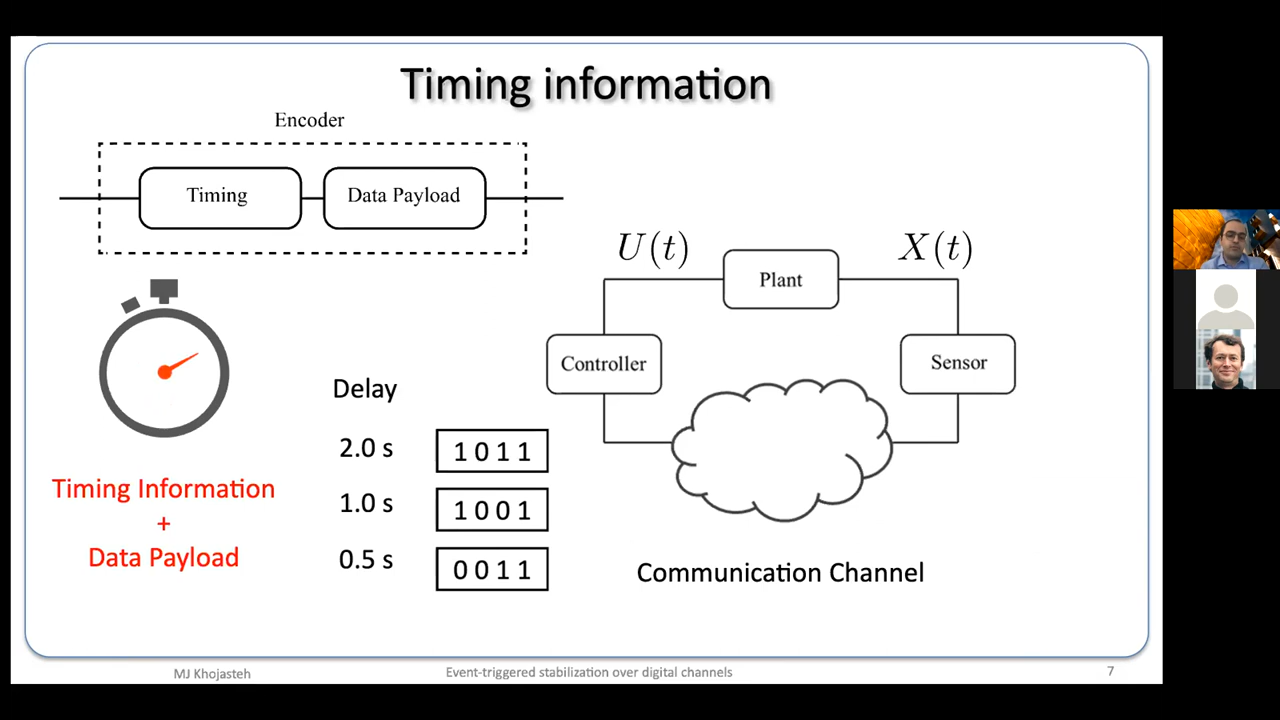 Timing information
Encoder
Timing
Data Payload
U(t)
X(t)
Plant
Controller
Sensor
Delay
2.0 s
1 0 1 1
1.0 s
1 0 0 1
0.5 s
0 0 1 1
Timing Information
+
Data Payload
Communication Channel
MJ Khojasteh
Event-triggered stabilization over digital channels
7